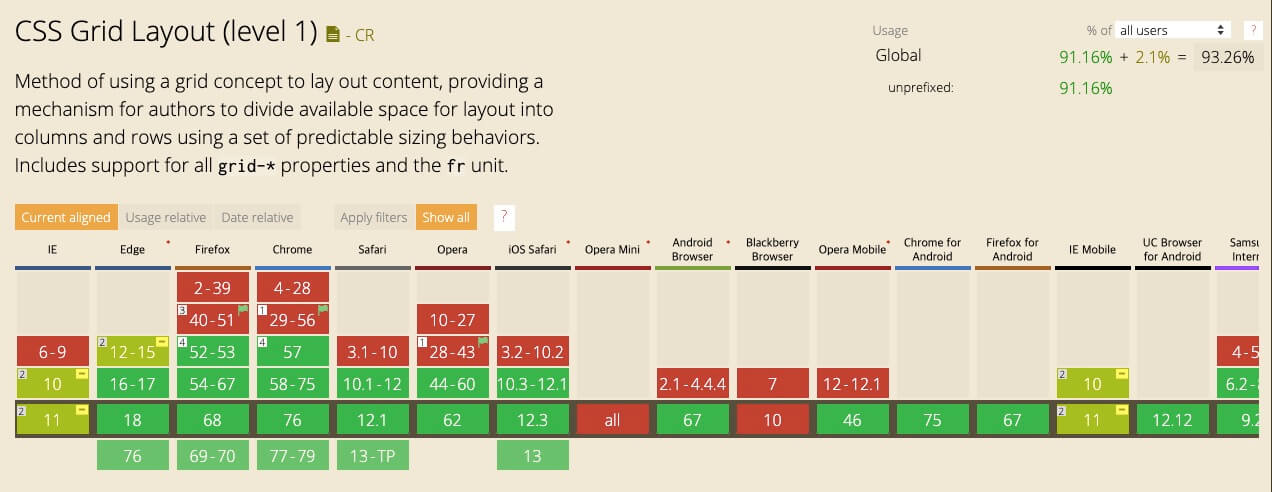 CSS Grid Layout (level 1) - CR
Usage % of all users ?
Global 91.16% + 2.1% = 93.26%
unprefixed: 91.16%
Method of using a grid concept to lay out content, providing a
mechanism for authors to divide available space for layout into
columns and rows using a set of predictable sizing behaviors.
Includes support for all grid-* properties and the fr unit.
Current aligned Usage relative Date relative Apply filters Show all ?
IE Edge * Firefox Chrome Safari Opera iOS Safari * Opera Mini * Android Browser * Blackberry Browser Opera Mobile * Chrome for Android Firefox for Android IE Mobile UC Browser for Android Samsu Intern
2-39 4-28
3 40-51 1 29-56 10-27
6-9 2 12-15 4 52-53 4 57 3.1-10 1 28-43 3.2-10.2 4-5
2 10 16-17 54-67 58-75 10.1-12 44-60 10.3-12.1 2.1-4.4.4 7 12-12.1 2 10 6.2-
2 11 18 68 76 12.1 62 12.3 all 67 10 46 75 67 2 11 12.12 9.2
76 69-70 77-79 13-TP 13